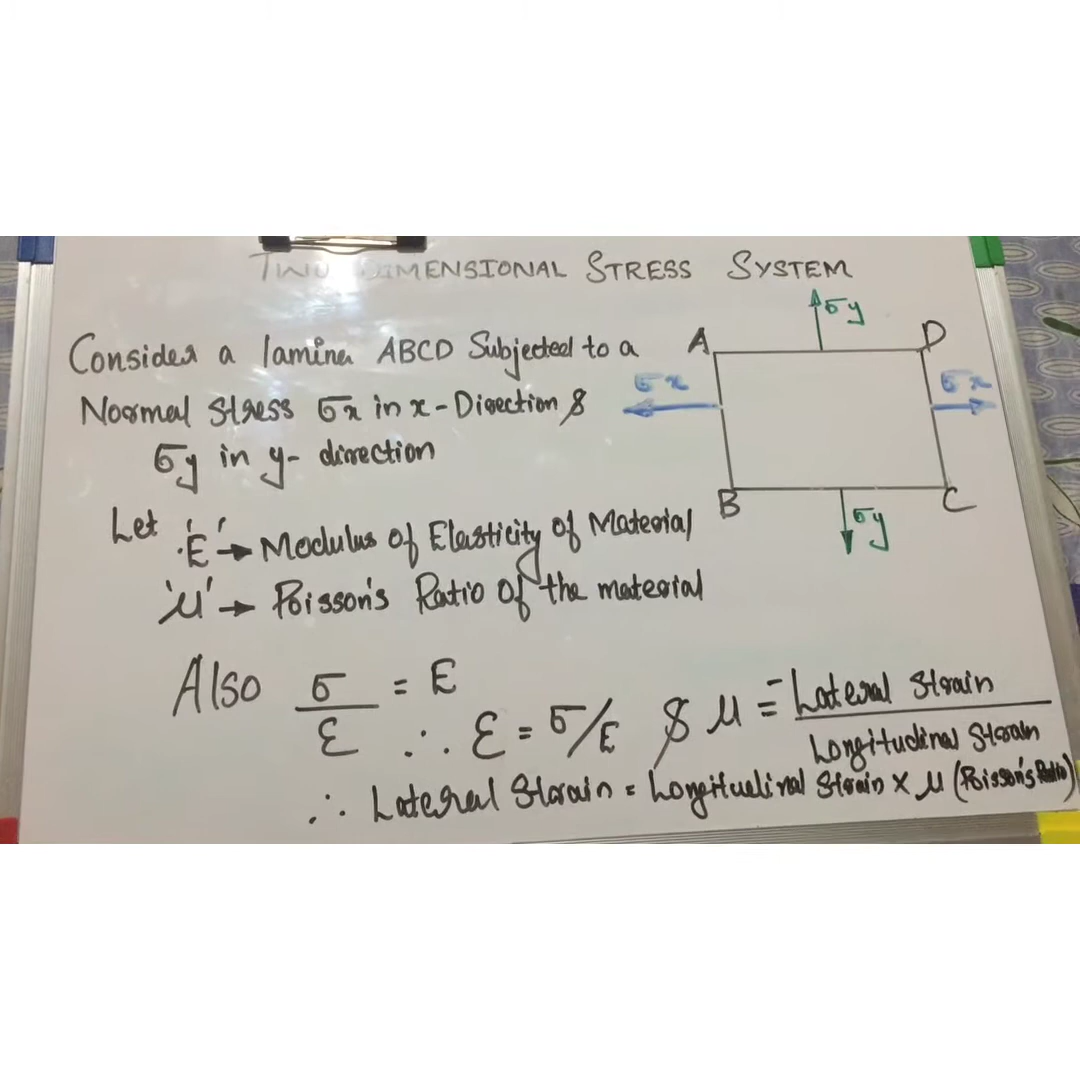 TWO DIMENSIONAL STRESS SYSTEM
Consider a lamina ABCD Subjected to a
Normal Stress σx in x-Direction &
σy in y- direction
Let 'E' → Modulus of Elasticity of Material
'μ' → Poisson's Ratio of the material
Also σ/ε = E
∴ ε = σ/E & μ = Lateral Strain / Longitudinal Strain
∴ Lateral Strain = Longitudinal Strain × μ (Poisson's Ratio)
σy
A D
σx σx
B C
σy